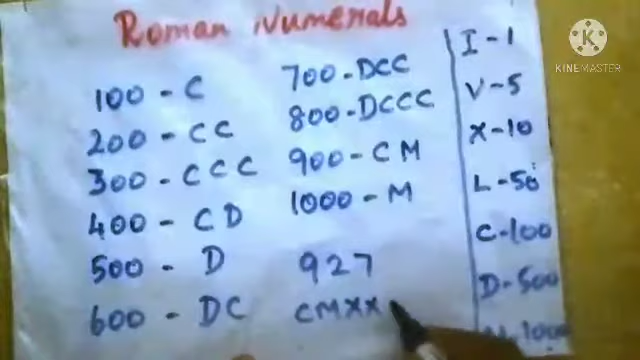 Roman Numerals
100 - C
200 - CC
300 - CCC
400 - CD
500 - D
600 - DC
700 - DCC
800 - DCCC
900 - CM
1000 - M
927
CMXX
I - 1
V - 5
X - 10
L - 50
C - 100
D - 500
M - 1000
KINEMASTER